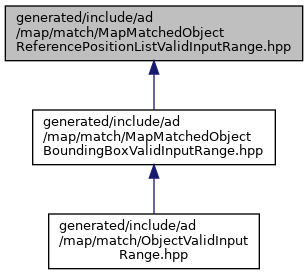 generated/include/ad
/map/match/MapMatchedObject
ReferencePositionListValidInputRange.hpp
generated/include/ad
/map/match/MapMatchedObject
BoundingBoxValidInputRange.hpp
generated/include/ad
/map/match/ObjectValidInput
Range.hpp